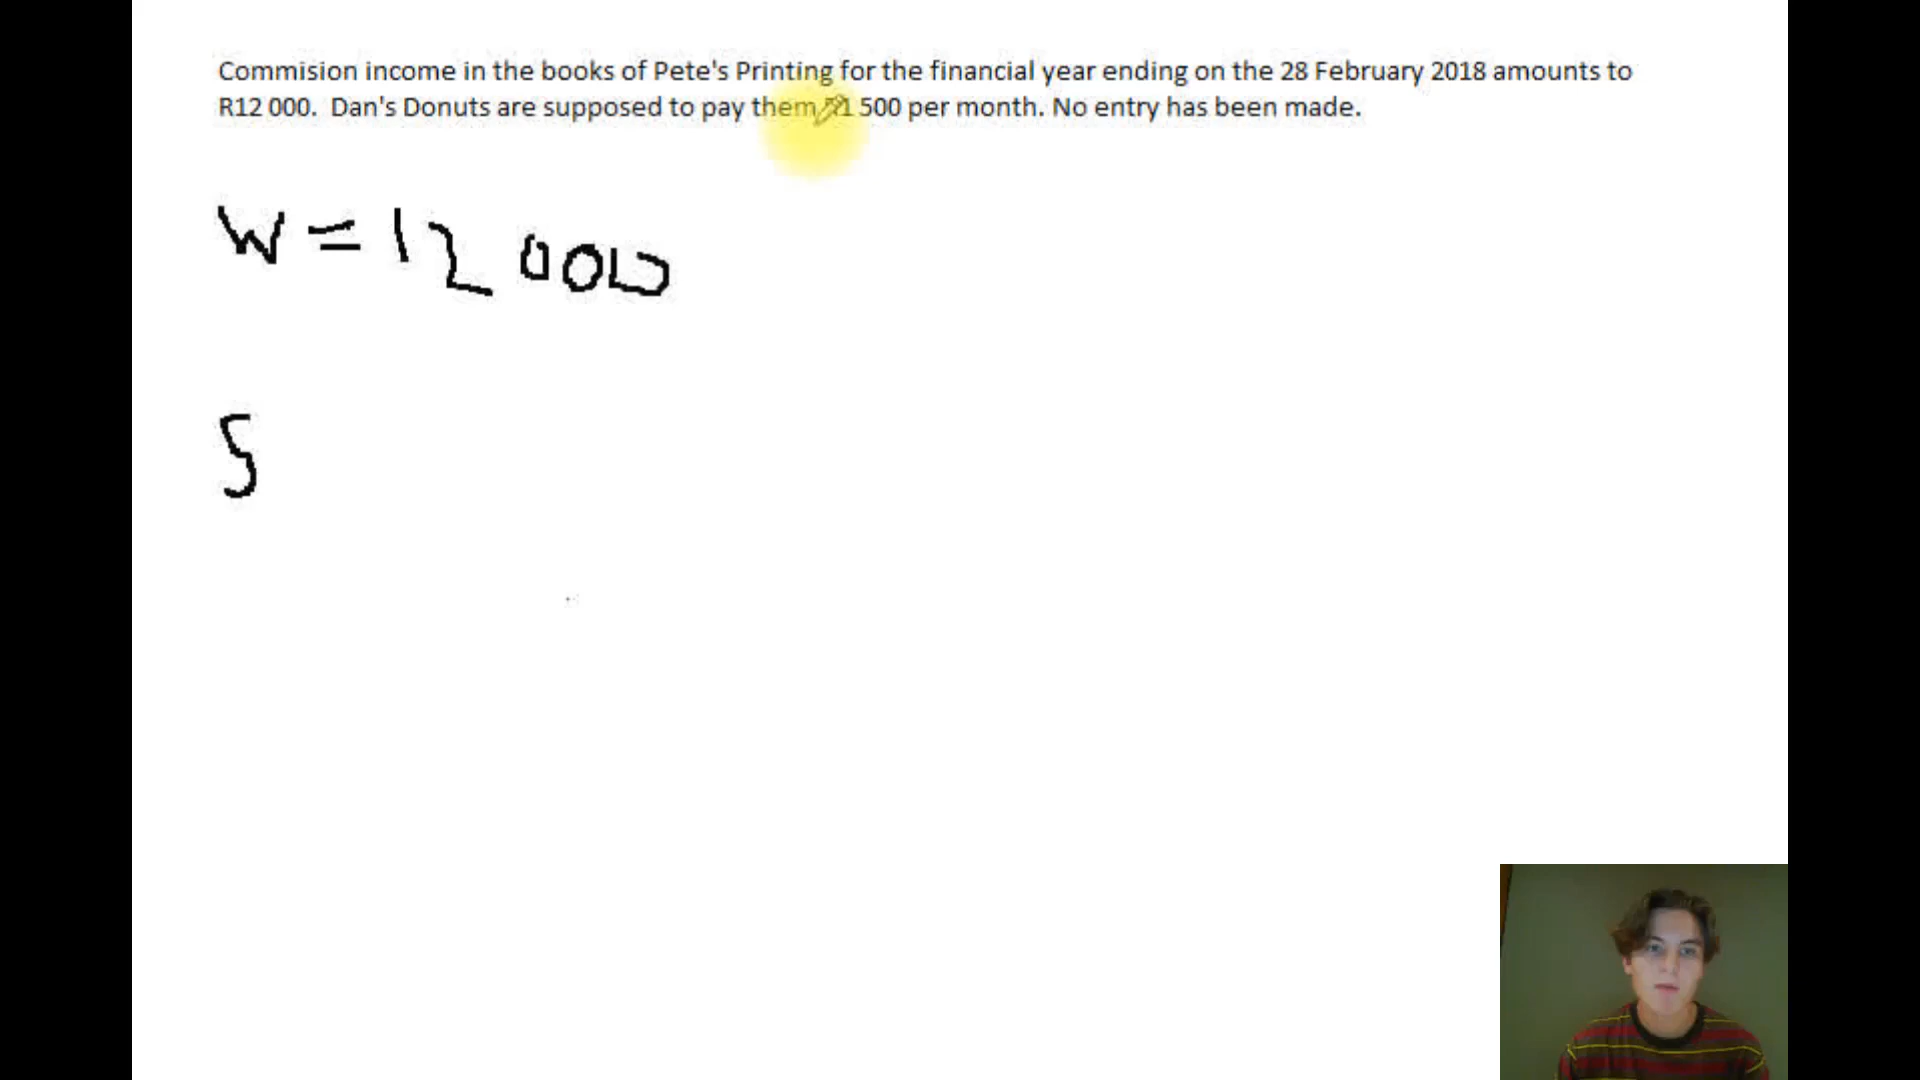 Commision income in the books of Pete's Printing for the financial year ending on the 28 February 2018 amounts to
R12 000.  Dan's Donuts are supposed to pay them R1 500 per month. No entry has been made.
W = 12 000
S